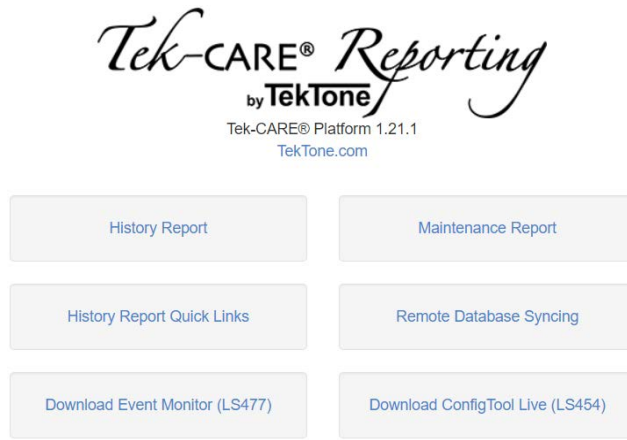 Tek-CARE® Reporting
by TekTone
Tek-CARE® Platform 1.21.1
TekTone.com
History Report
Maintenance Report
History Report Quick Links
Remote Database Syncing
Download Event Monitor (LS477)
Download ConfigTool Live (LS454)